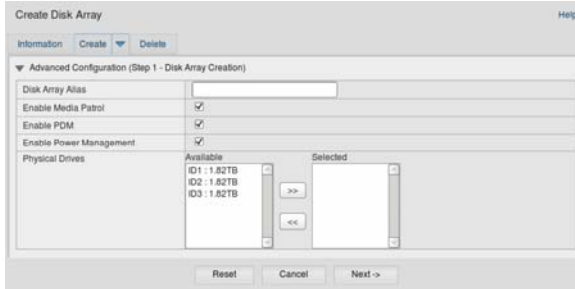 Create Disk Array
Help
Information Create Delete
Advanced Configuration (Step 1 - Disk Array Creation)
Disk Array Alias
Enable Media Patrol
Enable PDM
Enable Power Management
Physical Drives
Available Selected
ID1 : 1.82TB
ID2 : 1.82TB
ID3 : 1.82TB
>>
<<
Reset Cancel Next ->